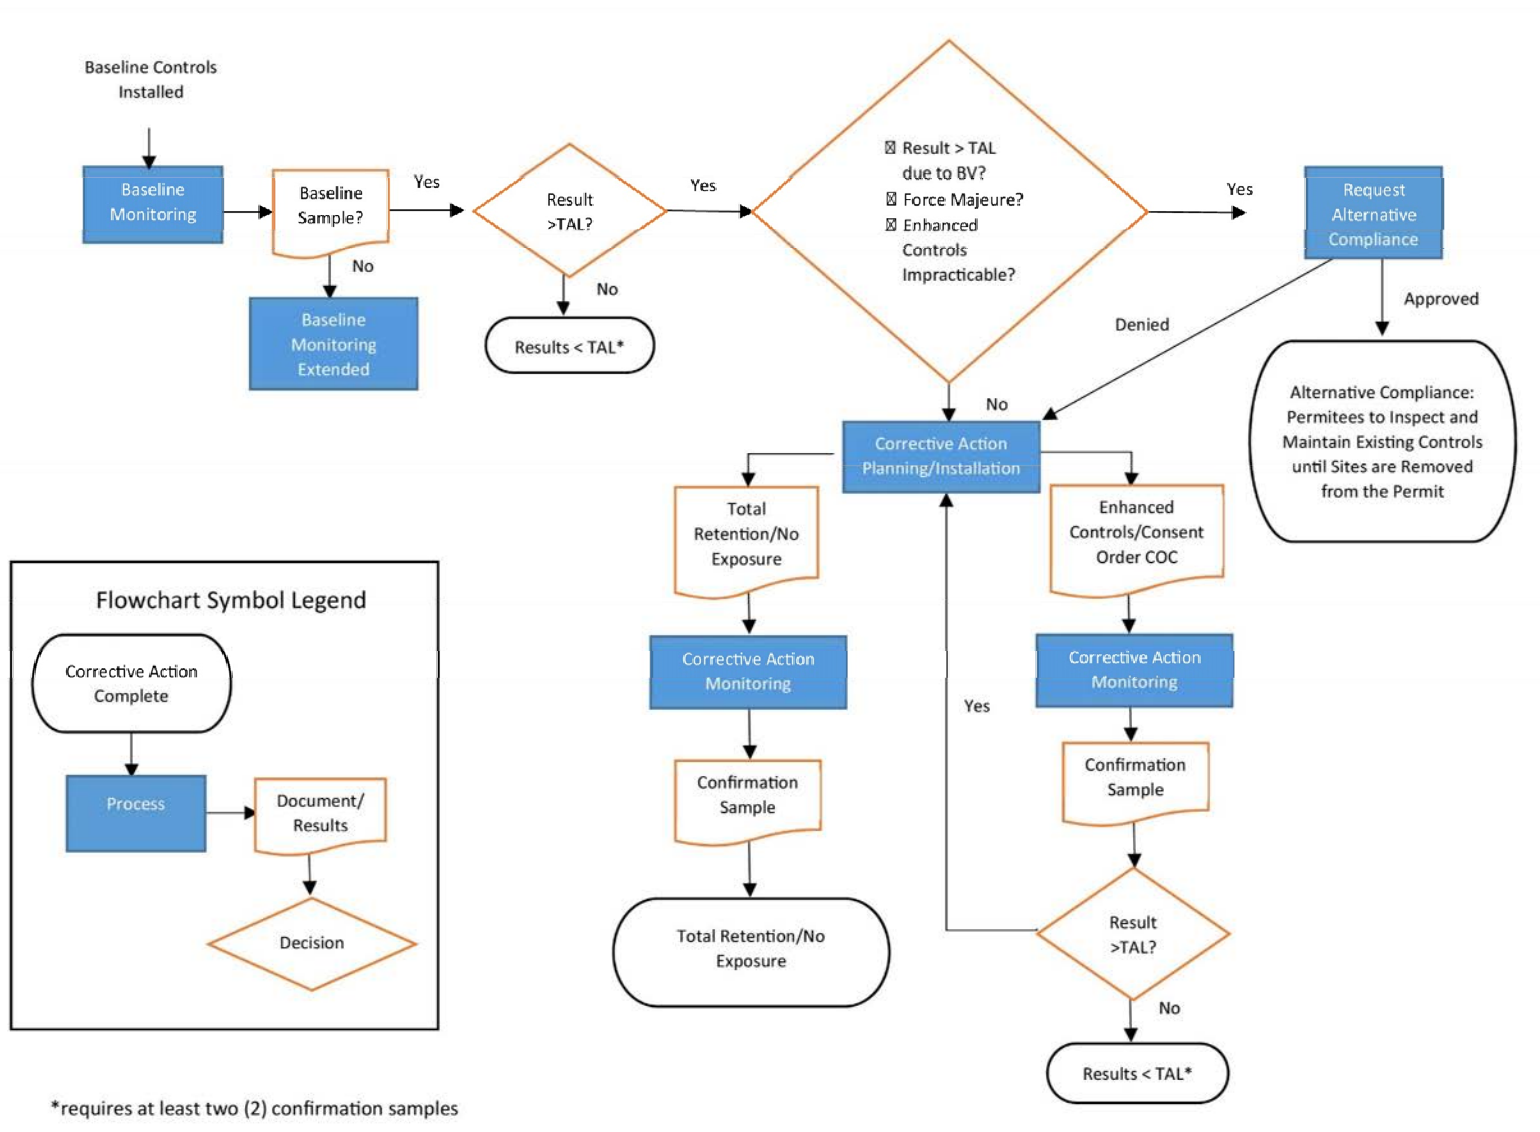 Baseline Controls
Installed
Baseline
Monitoring
Baseline
Sample?
Yes
No
Baseline
Monitoring
Extended
Result
>TAL?
Yes
No
Results < TAL*
Result > TAL
due to BV?
Force Majeure?
Enhanced
Controls
Impracticable?
Yes
No
Request
Alternative
Compliance
Denied
Approved
Alternative Compliance:
Permitees to Inspect and
Maintain Existing Controls
until Sites are Removed
from the Permit
Corrective Action
Planning/Installation
Total
Retention/No
Exposure
Corrective Action
Monitoring
Confirmation
Sample
Total Retention/No
Exposure
Enhanced
Controls/Consent
Order COC
Corrective Action
Monitoring
Confirmation
Sample
Result
>TAL?
Yes
No
Results < TAL*
Flowchart Symbol Legend
Corrective Action
Complete
Process
Document/
Results
Decision
*requires at least two (2) confirmation samples